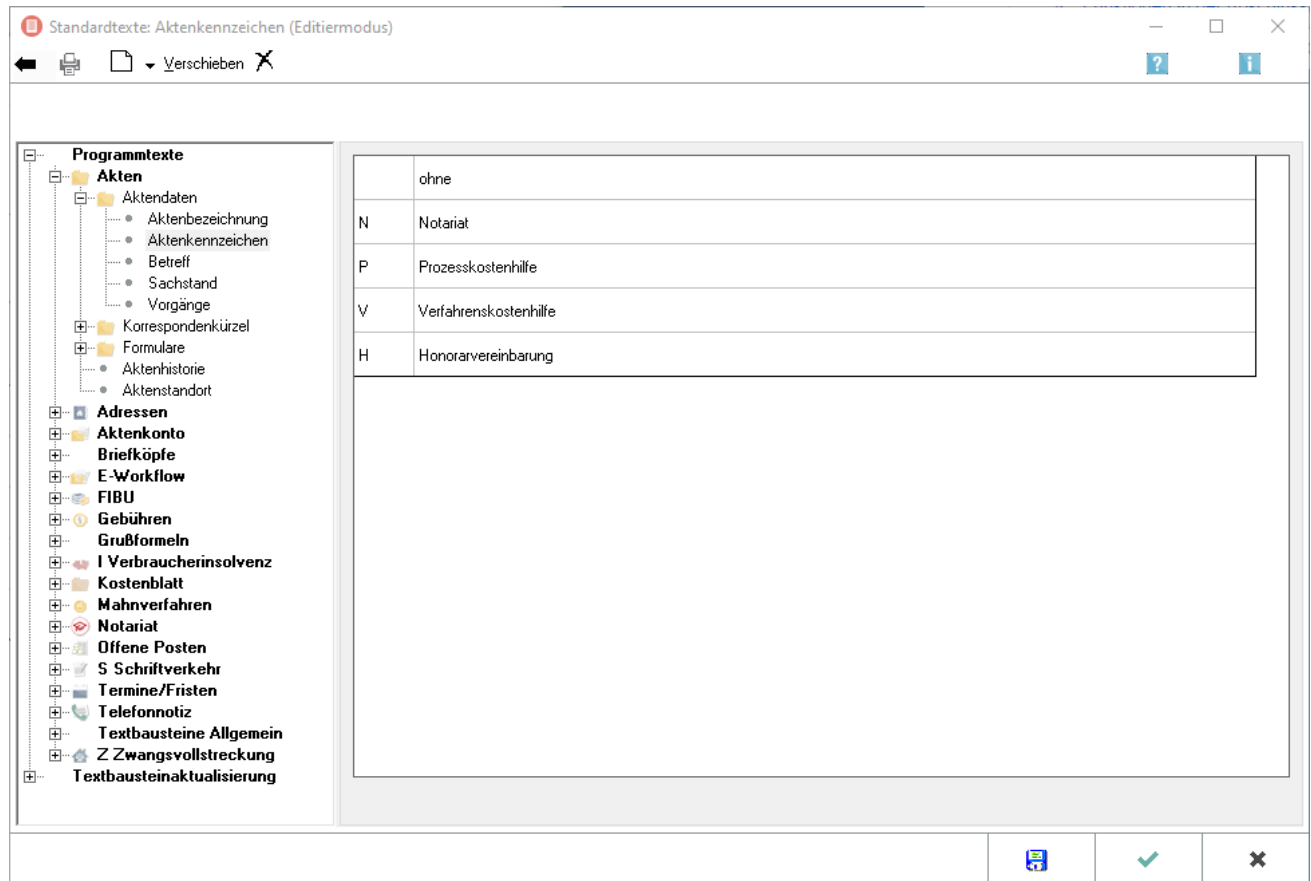 Standardtexte: Aktenkennzeichen (Editiermodus)
Verschieben
? i
Programmtexte
Akten
Aktendaten
Aktenbezeichnung
Aktenkennzeichen
Betreff
Sachstand
Vorgänge
Korrespondenkürzel
Formulare
Aktenhistorie
Aktenstandort
Adressen
Aktenkonto
Briefköpfe
E-Workflow
FIBU
Gebühren
Grußformeln
I Verbraucherinsolvenz
Kostenblatt
Mahnverfahren
Notariat
Offene Posten
S Schriftverkehr
Termine/Fristen
Telefonnotiz
Textbausteine Allgemein
Z Zwangsvollstreckung
Textbausteinaktualisierung
ohne
N Notariat
P Prozesskostenhilfe
V Verfahrenskostenhilfe
H Honorarvereinbarung